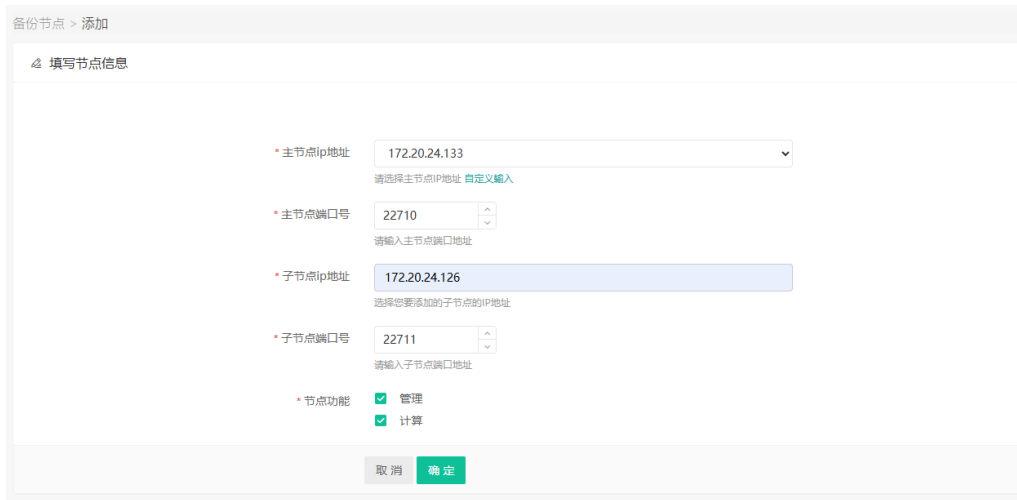 备份节点 > 添加
填写节点信息
* 主节点ip地址 172.20.24.133
请选择主节点IP地址 自定义输入
* 主节点端口号 22710
请输入主节点端口地址
* 子节点ip地址 172.20.24.126
选择您要添加的子节点的IP地址
* 子节点端口号 22711
请输入子节点端口地址
* 节点功能 管理
计算
取 消 确 定